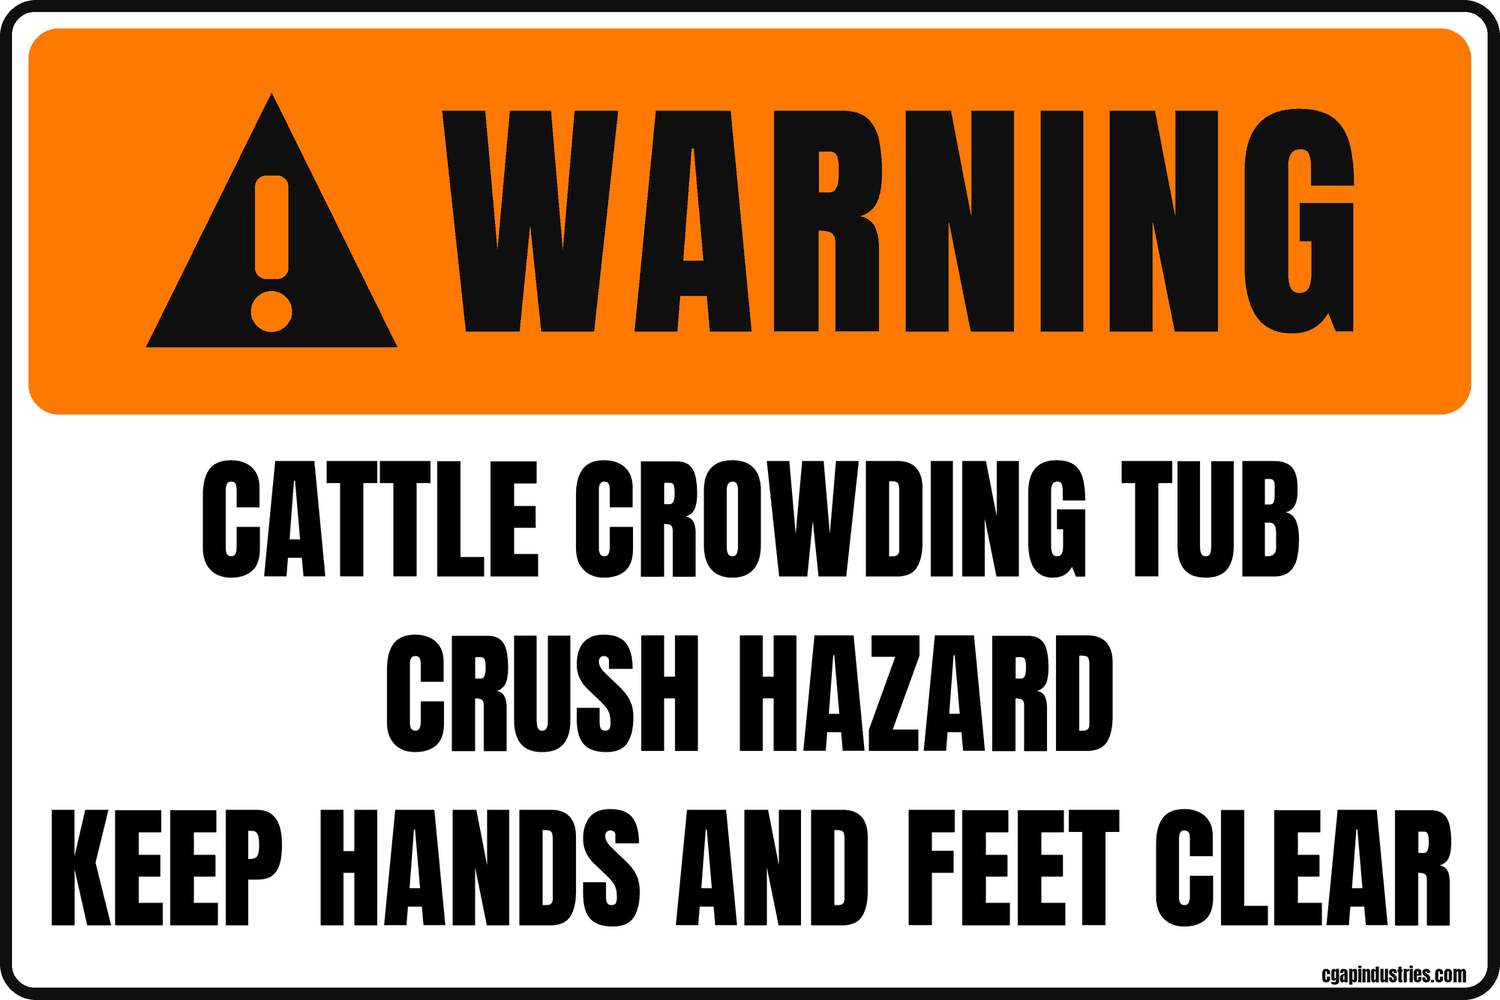 WARNING
CATTLE CROWDING TUB
CRUSH HAZARD
KEEP HANDS AND FEET CLEAR
cgapindustries.com